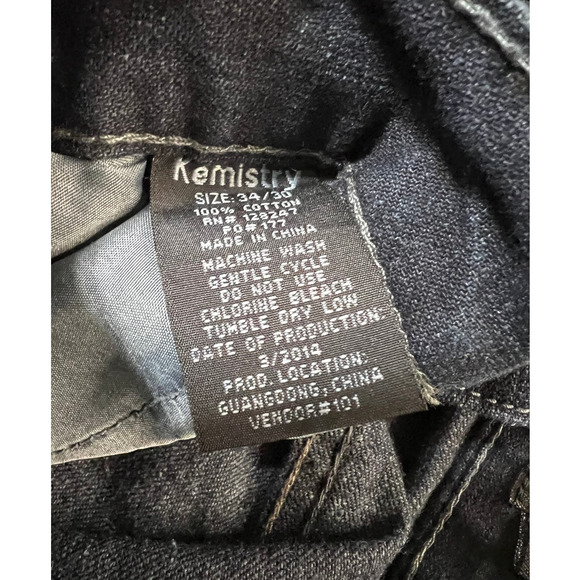 Kemistry
SIZE: 34/30
100% COTTON
RN# 128247
PO# 177
MADE IN CHINA
MACHINE WASH
GENTLE CYCLE
DO NOT USE
CHLORINE BLEACH
TUMBLE DRY LOW
DATE OF PRODUCTION:
3/2014
PROD. LOCATION:
GUANGDONG, CHINA
VENDOR#101